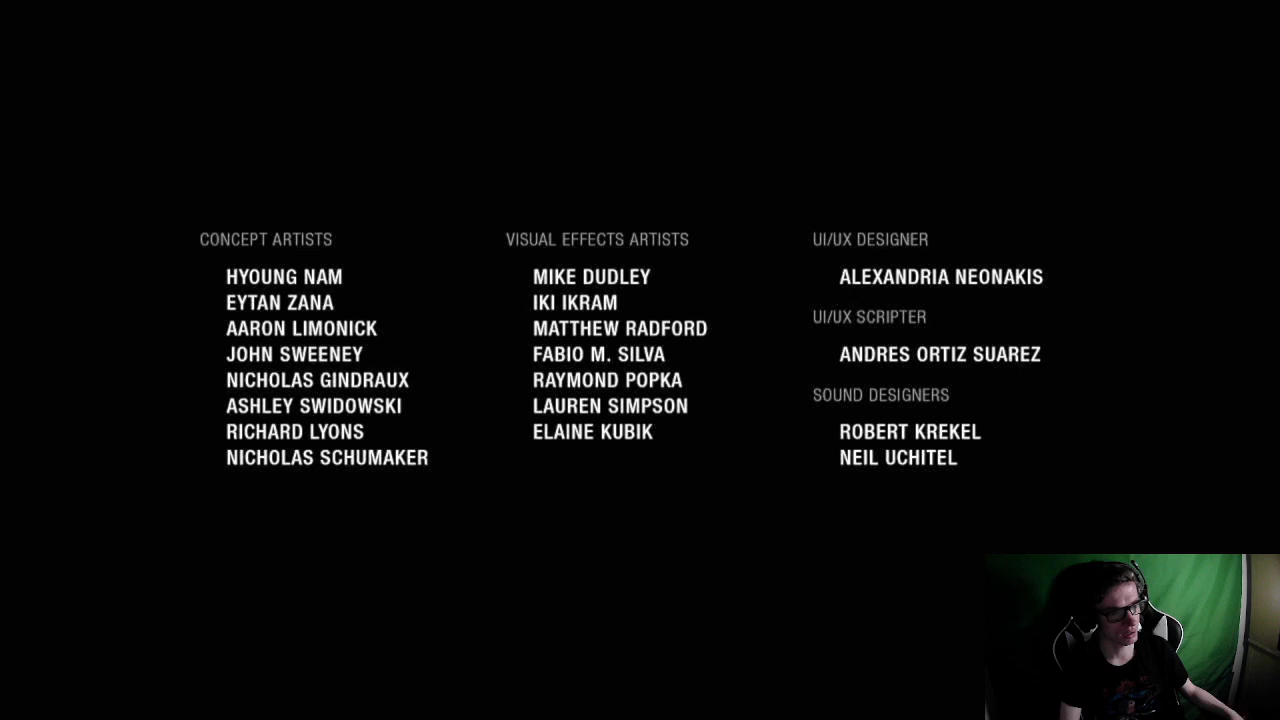 CONCEPT ARTISTS
HYOUNG NAM
EYTAN ZANA
AARON LIMONICK
JOHN SWEENEY
NICHOLAS GINDRAUX
ASHLEY SWIDOWSKI
RICHARD LYONS
NICHOLAS SCHUMAKER
VISUAL EFFECTS ARTISTS
MIKE DUDLEY
IKI IKRAM
MATTHEW RADFORD
FABIO M. SILVA
RAYMOND POPKA
LAUREN SIMPSON
ELAINE KUBIK
UI/UX DESIGNER
ALEXANDRIA NEONAKIS
UI/UX SCRIPTER
ANDRES ORTIZ SUAREZ
SOUND DESIGNERS
ROBERT KREKEL
NEIL UCHITEL